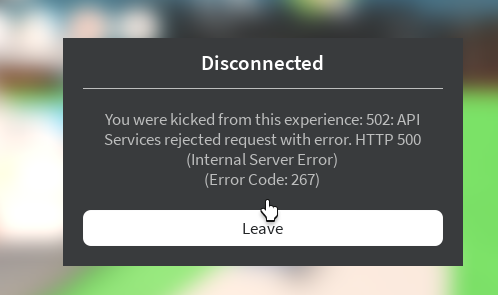 Disconnected
You were kicked from this experience: 502: API
Services rejected request with error. HTTP 500
(Internal Server Error)
(Error Code: 267)
Leave